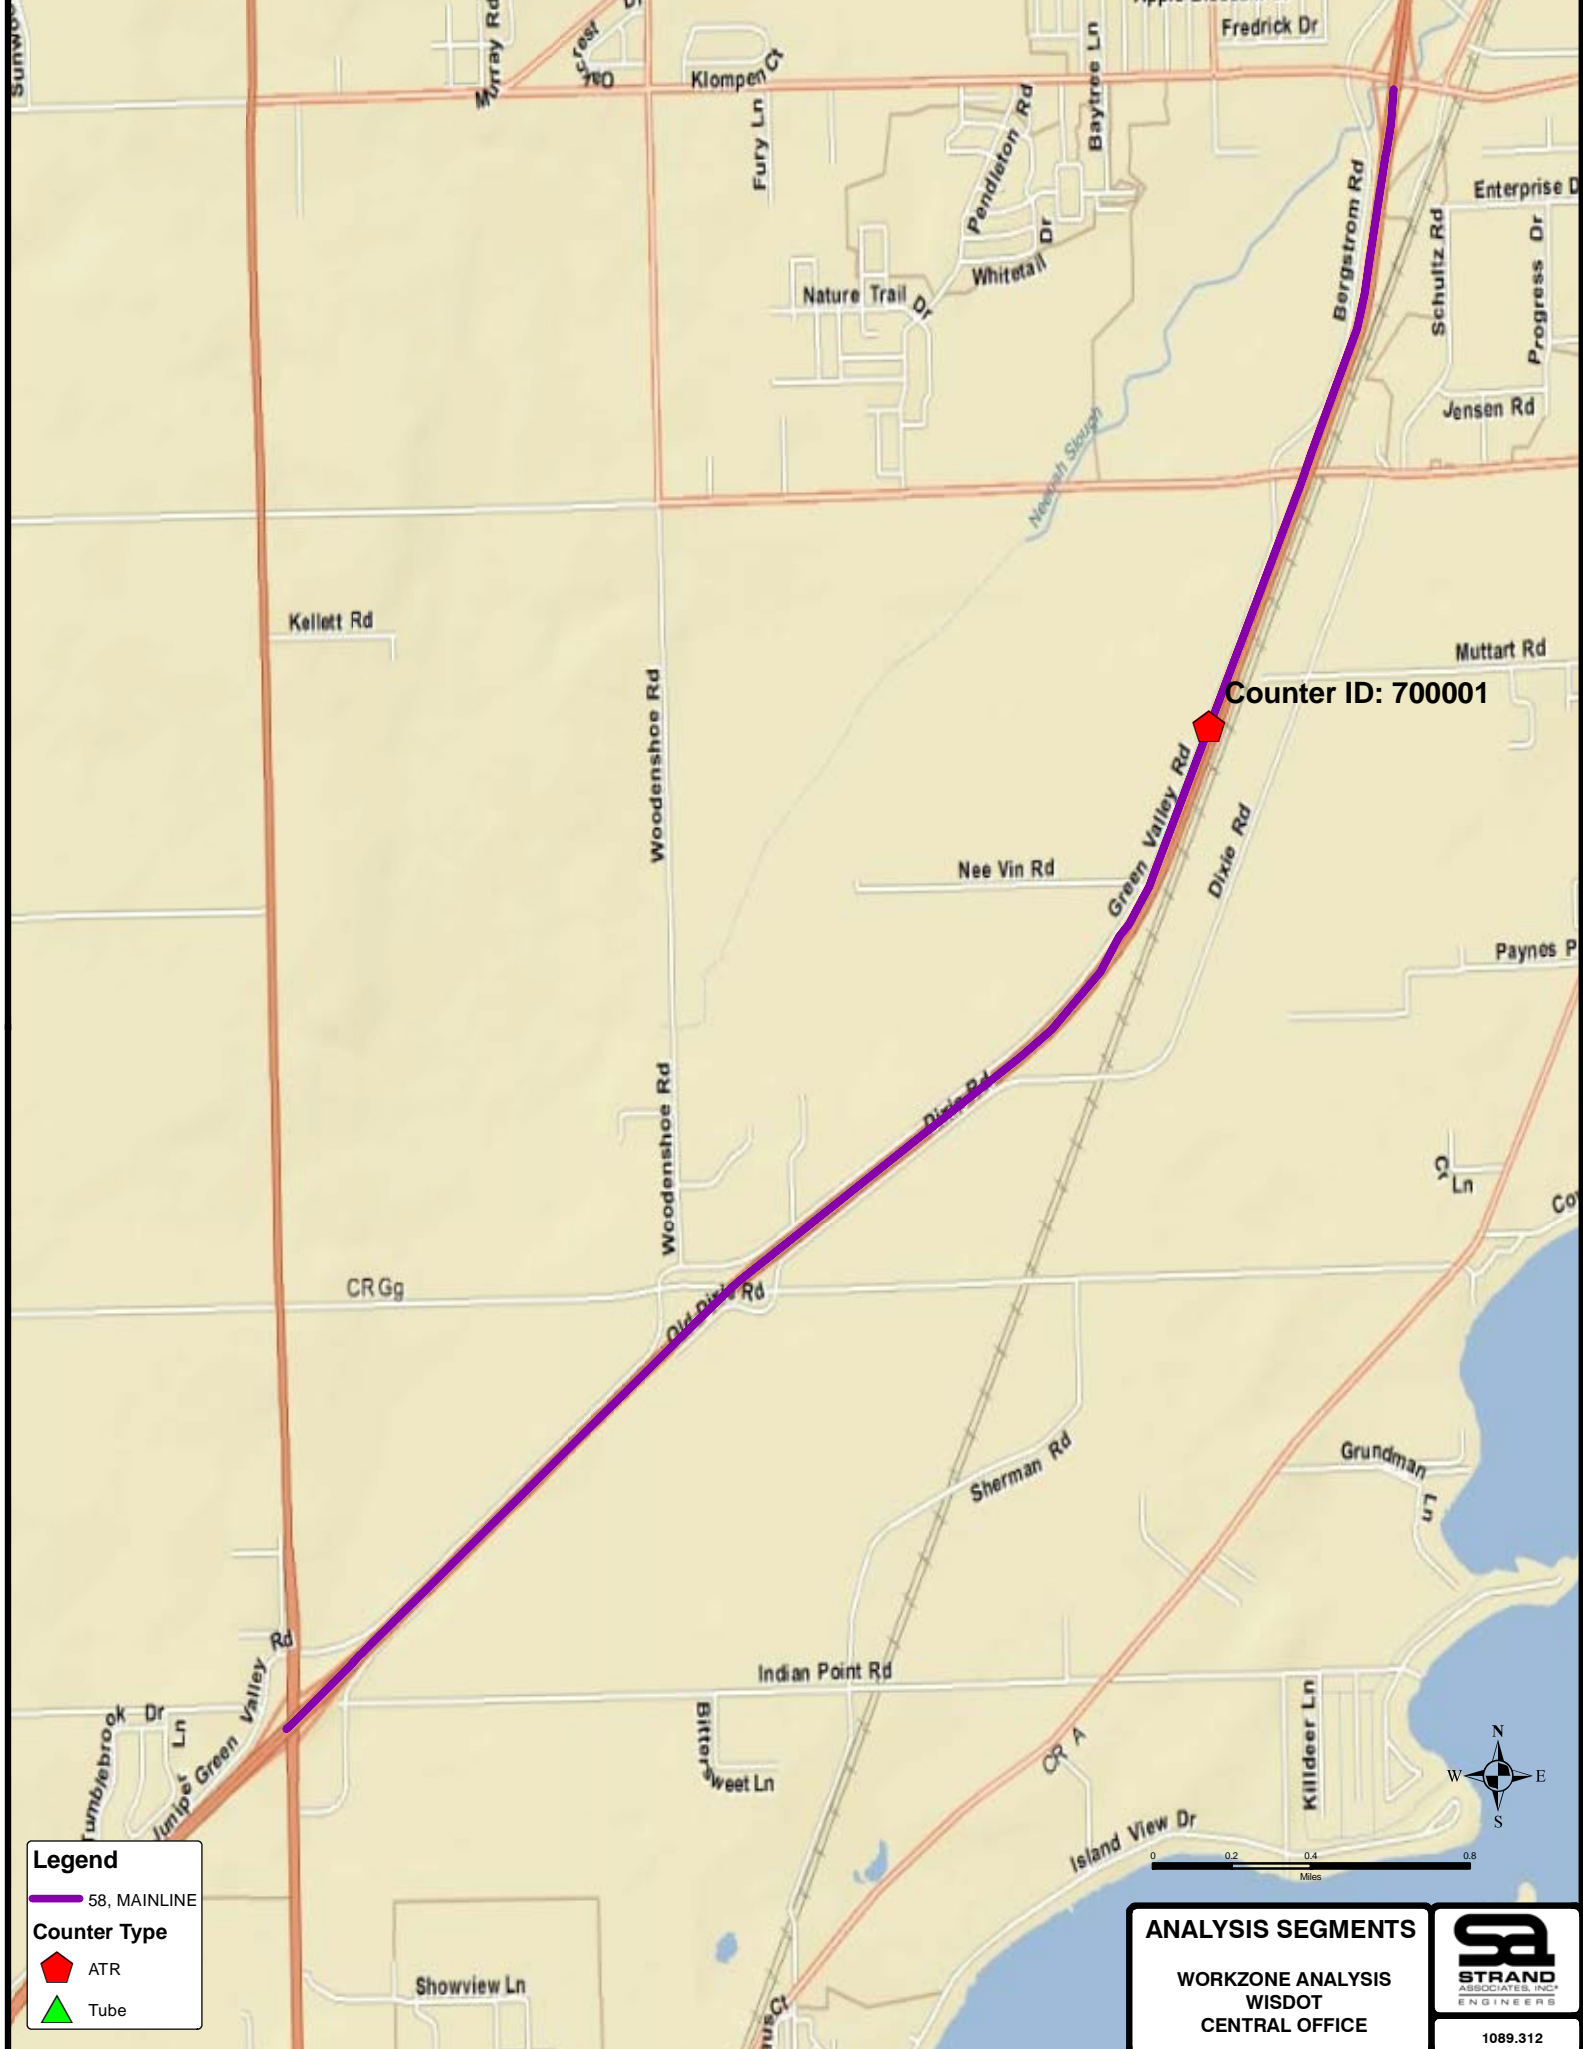 Murray Rd
Klompen Ct
Fury Ln
Pendleton Rd
Baytree Ln
Fredrick Dr
Bergstrom Rd
Enterprise D
Schultz Rd
Progress Dr
Whitetail
Dr
Nature Trail Dr
Jensen Rd
Neenah Slough
Kellett Rd
Woodenshoe Rd
Muttart Rd
Counter ID: 700001
Green Valley Rd
Dixie Rd
Nee Vin Rd
Paynes P
Woodenshoe Rd
Dixie Rd
Ct
Ln
CR Gg
Old Dixie Rd
Sherman Rd
Grundman
Ln
Indian Point Rd
Green Valley Rd
Tumblebrook Dr
Juniper Ln
Bittersweet Ln
CR A
Killdeer Ln
Island View Dr
Showview Ln
N
W E
S
0 0.2 0.4 0.8
Miles
Legend
58, MAINLINE
Counter Type
ATR
Tube
ANALYSIS SEGMENTS
WORKZONE ANALYSIS
WISDOT
CENTRAL OFFICE
sa
STRAND
ASSOCIATES, INC®
ENGINEERS
1089.312